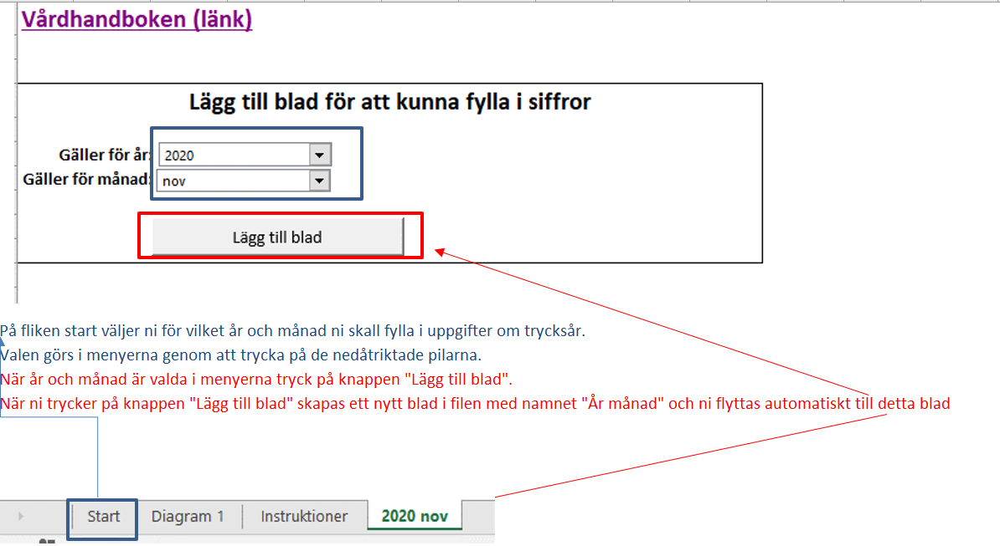 Vårdhandboken (länk)
Lägg till blad för att kunna fylla i siffror
Gäller för år: 2020
Gäller för månad: nov
Lägg till blad
På fliken start väljer ni för vilket år och månad ni skall fylla i uppgifter om trycksår.
Valen görs i menyerna genom att trycka på de nedåtriktade pilarna.
När år och månad är valda i menyerna tryck på knappen "Lägg till blad".
När ni trycker på knappen "Lägg till blad" skapas ett nytt blad i filen med namnet "År månad" och ni flyttas automatiskt till detta blad
Start Diagram 1 Instruktioner 2020 nov